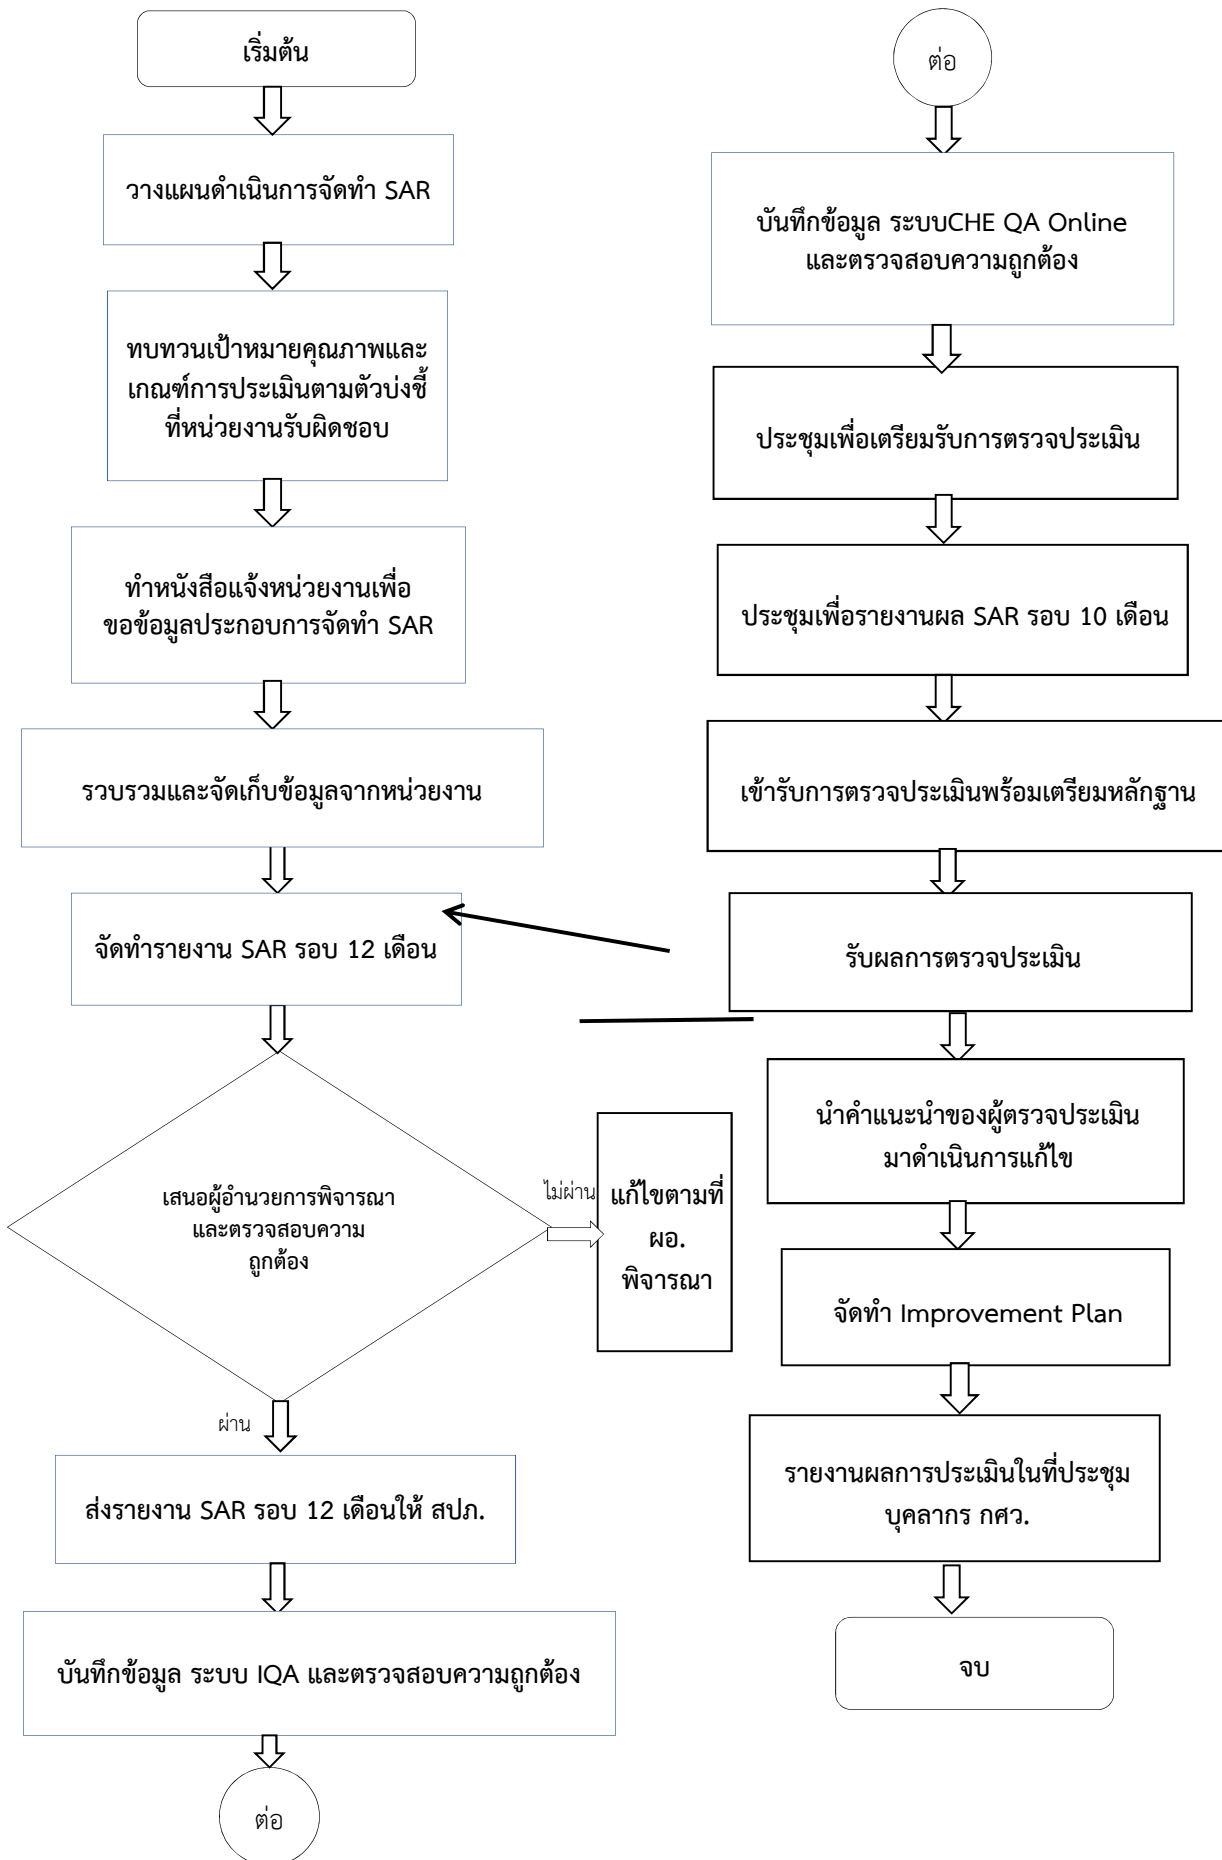 เริ่มต้น
วางแผนดำเนินการจัดทำ SAR
ทบทวนเป้าหมายคุณภาพและ
เกณฑ์การประเมินตามตัวบ่งชี้
ที่หน่วยงานรับผิดชอบ
ทำหนังสือแจ้งหน่วยงานเพื่อ
ขอข้อมูลประกอบการจัดทำ SAR
รวบรวมและจัดเก็บข้อมูลจากหน่วยงาน
จัดทำรายงาน SAR รอบ 12 เดือน
เสนอผู้อำนวยการพิจารณา
และตรวจสอบความ
ถูกต้อง
ไม่ผ่าน
แก้ไขตามที่
ผอ.
พิจารณา
ผ่าน
ส่งรายงาน SAR รอบ 12 เดือนให้ สปภ.
บันทึกข้อมูล ระบบ IQA และตรวจสอบความถูกต้อง
ต่อ
ต่อ
บันทึกข้อมูล ระบบCHE QA Online
และตรวจสอบความถูกต้อง
ประชุมเพื่อเตรียมรับการตรวจประเมิน
ประชุมเพื่อรายงานผล SAR รอบ 10 เดือน
เข้ารับการตรวจประเมินพร้อมเตรียมหลักฐาน
รับผลการตรวจประเมิน
นำคำแนะนำของผู้ตรวจประเมิน
มาดำเนินการแก้ไข
จัดทำ Improvement Plan
รายงานผลการประเมินในที่ประชุม
บุคลากร กศว.
จบ